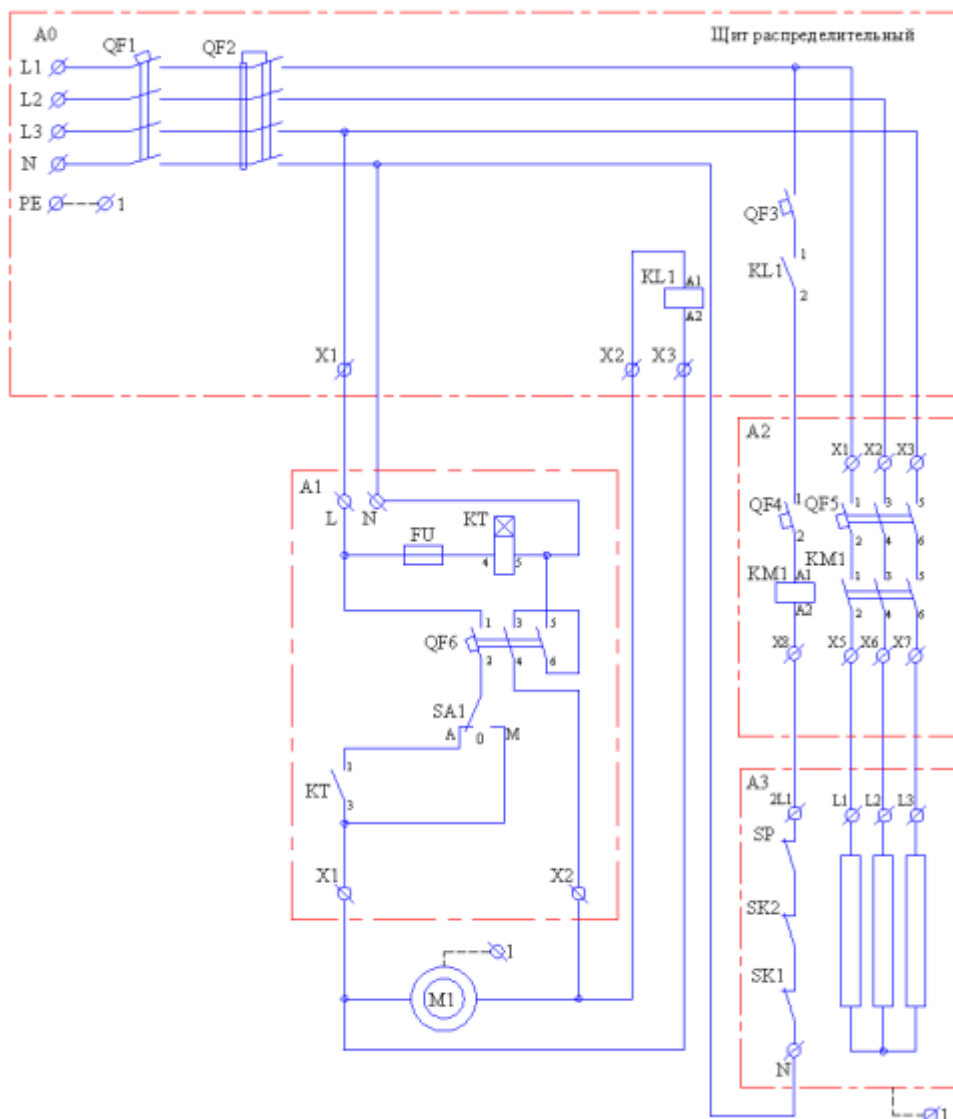 A0
QF1
QF2
Щит распределительный
L1
L2
L3
N
PE
1
QF3
KL1
1
2
KL1
A1
A2
X1
X2
X3
A2
X1
X2
X3
A1
L
N
KT
FU
4
5
QF4
1
2
QF5
1
3
5
2
4
6
KM1
A1
A2
KM1
1
3
5
2
4
6
QF6
1
3
5
2
4
6
X8
X5
X6
X7
SA1
A
0
M
KT
1
3
A3
2L1
L1
L2
L3
SP
X1
X2
SK2
1
SK1
M1
N
1